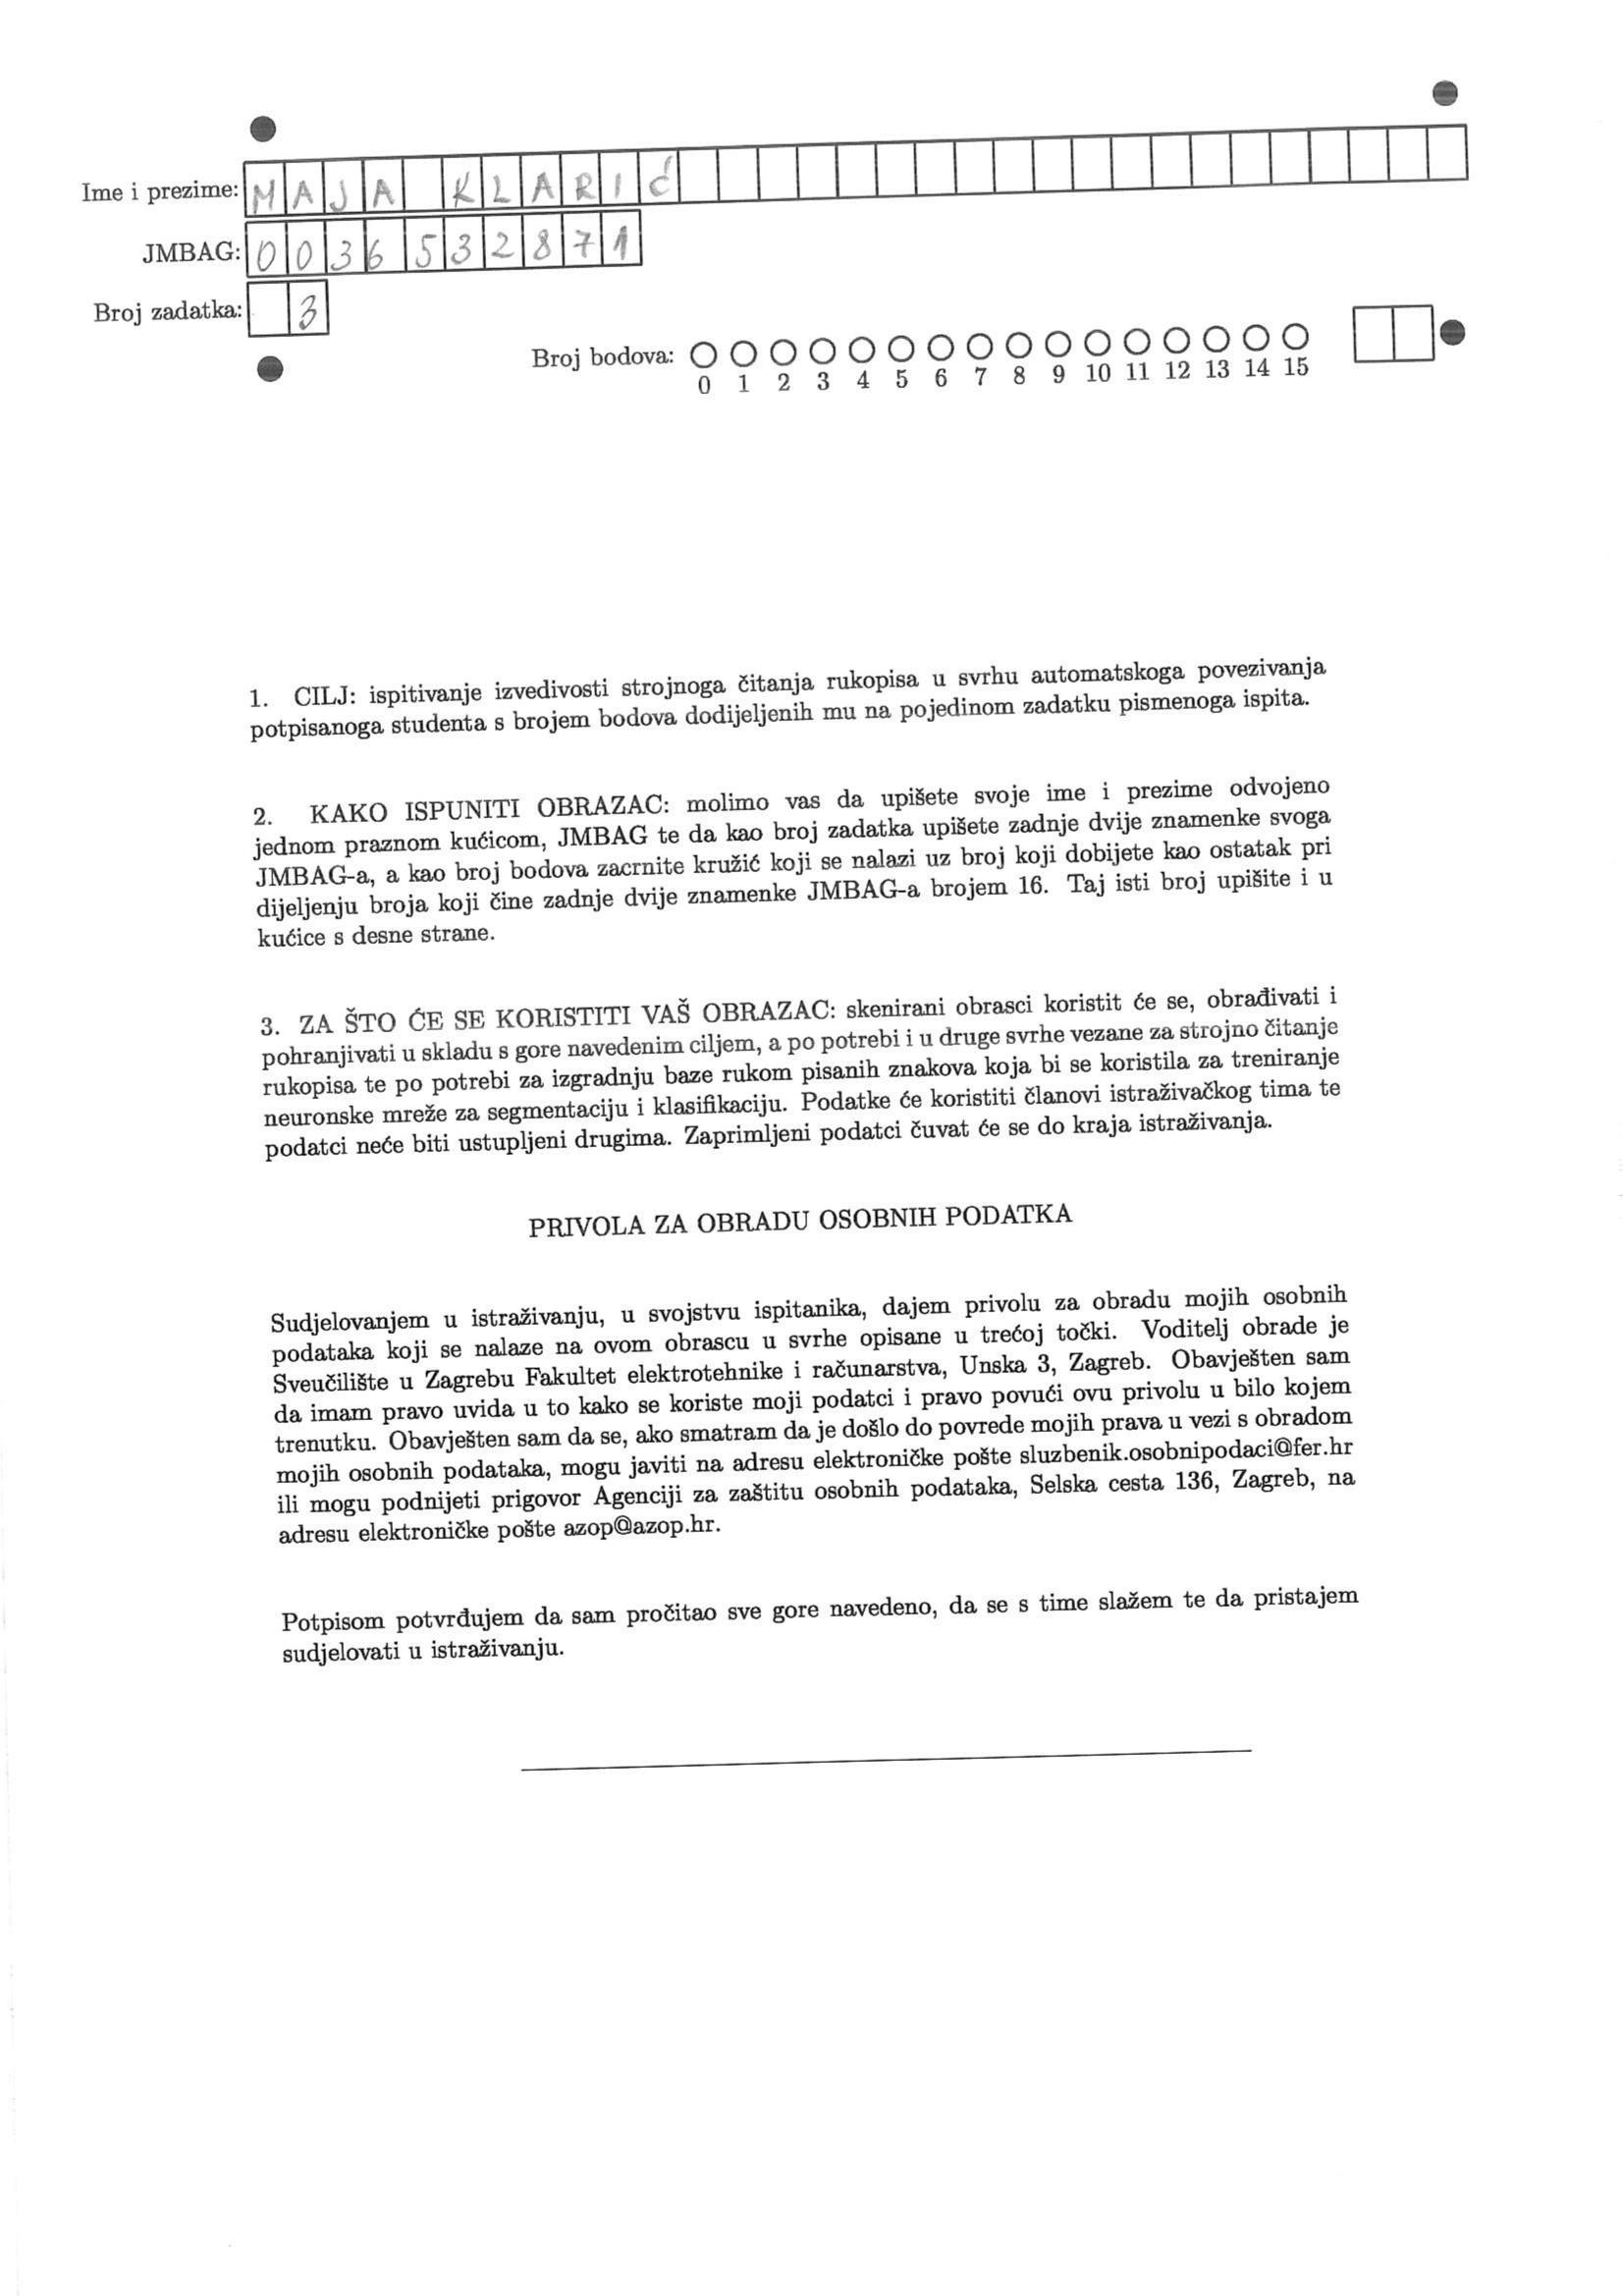 Ime i prezime: MAJA KLARIĆ
JMBAG: 0036532871
Broj zadatka: 3
Broj bodova:
0 1 2 3 4 5 6 7 8 9 10 11 12 13 14 15
1. CILJ: ispitivanje izvedivosti strojnoga čitanja rukopisa u svrhu automatskoga povezivanja
potpisanoga studenta s brojem bodova dodijeljenih mu na pojedinom zadatku pismenoga ispita.
2. KAKO ISPUNITI OBRAZAC: molimo vas da upišete svoje ime i prezime odvojeno
jednom praznom kućicom, JMBAG te da kao broj zadatka upišete zadnje dvije znamenke svoga
JMBAG-a, a kao broj bodova zacrnite kružić koji se nalazi uz broj koji dobijete kao ostatak pri
dijeljenju broja koji čine zadnje dvije znamenke JMBAG-a brojem 16. Taj isti broj upišite i u
kućice s desne strane.
3. ZA ŠTO ĆE SE KORISTITI VAŠ OBRAZAC: skenirani obrasci koristit će se, obrađivati i
pohranjivati u skladu s gore navedenim ciljem, a po potrebi i u druge svrhe vezane za strojno čitanje
rukopisa te po potrebi za izgradnju baze rukom pisanih znakova koja bi se koristila za treniranje
neuronske mreže za segmentaciju i klasifikaciju. Podatke će koristiti članovi istraživačkog tima te
podatci neće biti ustupljeni drugima. Zaprimljeni podatci čuvat će se do kraja istraživanja.
PRIVOLA ZA OBRADU OSOBNIH PODATKA
Sudjelovanjem u istraživanju, u svojstvu ispitanika, dajem privolu za obradu mojih osobnih
podataka koji se nalaze na ovom obrascu u svrhe opisane u trećoj točki. Voditelj obrade je
Sveučilište u Zagrebu Fakultet elektrotehnike i računarstva, Unska 3, Zagreb. Obavješten sam
da imam pravo uvida u to kako se koriste moji podatci i pravo povući ovu privolu u bilo kojem
trenutku. Obavješten sam da se, ako smatram da je došlo do povrede mojih prava u vezi s obradom
mojih osobnih podataka, mogu javiti na adresu elektroničke pošte sluzbenik.osobnipodaci@fer.hr
ili mogu podnijeti prigovor Agenciji za zaštitu osobnih podataka, Selska cesta 136, Zagreb, na
adresu elektroničke pošte azop@azop.hr.
Potpisom potvrđujem da sam pročitao sve gore navedeno, da se s time slažem te da pristajem
sudjelovati u istraživanju.